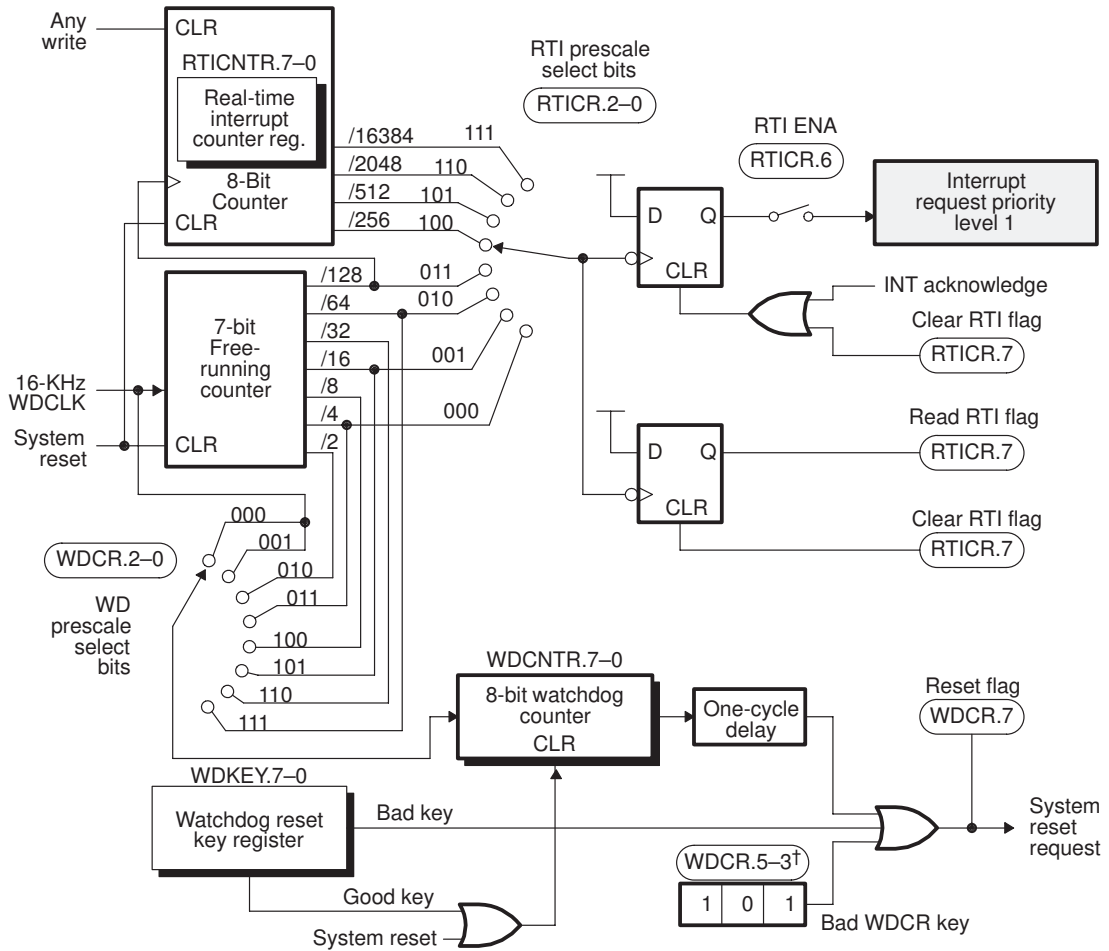 Any
write
CLR
RTICNTR.7–0
Real-time
interrupt
counter reg.
8-Bit
Counter
CLR
/16384
/2048
/512
/256
111
110
101
100
RTI prescale
select bits
RTICR.2–0
RTI ENA
RTICR.6
D Q
CLR
Interrupt
request priority
level 1
INT acknowledge
Clear RTI flag
RTICR.7
16-KHz
WDCLK
System
reset
7-bit
Free-
running
counter
CLR
/128
/64
/32
/16
/8
/4
/2
011
010
001
000
D Q
CLR
Read RTI flag
RTICR.7
Clear RTI flag
RTICR.7
WDCR.2–0
WD
prescale
select
bits
000
001
010
011
100
101
110
111
WDCNTR.7–0
8-bit watchdog
counter
CLR
One-cycle
delay
Reset flag
WDCR.7
WDKEY.7–0
Watchdog reset
key register
Bad key
Good key
System reset
WDCR.5–3†
1 0 1
Bad WDCR key
System
reset
request